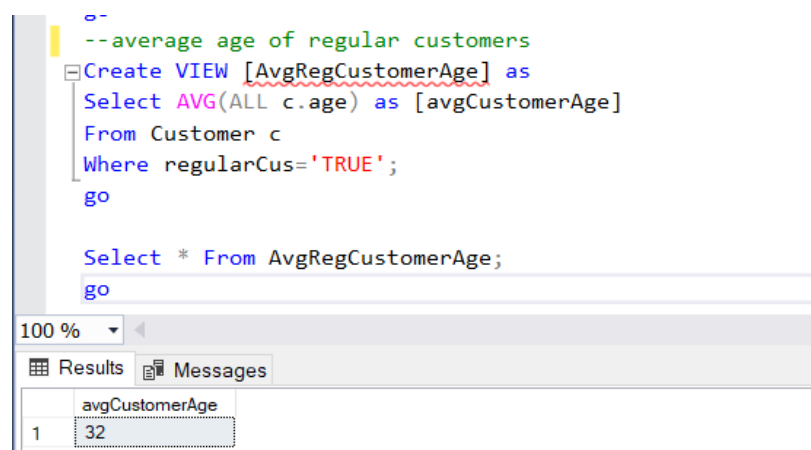 go
--average age of regular customers
Create VIEW [AvgRegCustomerAge] as
Select AVG(ALL c.age) as [avgCustomerAge]
From Customer c
Where regularCus='TRUE';
go
Select * From AvgRegCustomerAge;
go
100 %
Results Messages
avgCustomerAge
1 32